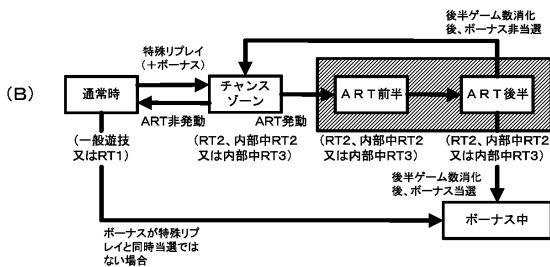 後半ゲーム数消化
後、ボーナス非当選
特殊リプレイ
(＋ボーナス)
(B)
通常時
チャンス
ゾーン
ART前半
ART後半
ART非発動
ART発動
(一般遊技
又はRT1)
(RT2、内部中RT2
又は内部中RT3)
(RT2、内部中RT2
又は内部中RT3)
(RT2、内部中RT2
又は内部中RT3)
後半ゲーム数消化
後、ボーナス当選
ボーナス中
ボーナスが特殊リプ
レイと同時当選では
ない場合